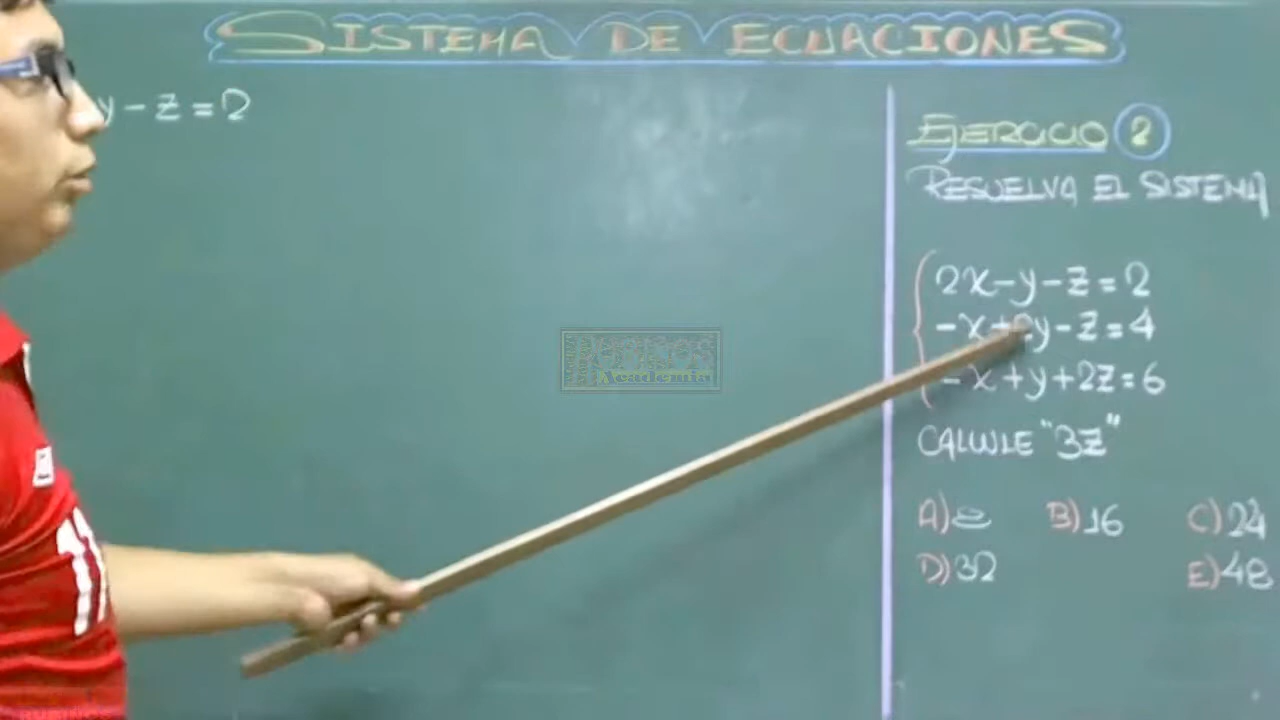 SISTEMA DE ECUACIONES
y - z = 2
EJERCICIO 2
RESUELVA EL SISTEMA
2x - y - z = 2
-x + 2y - z = 4
-x + y + 2z = 6
CALCULE "3z"
A) 8 B) 16 C) 24
D) 32 E) 48
Academia